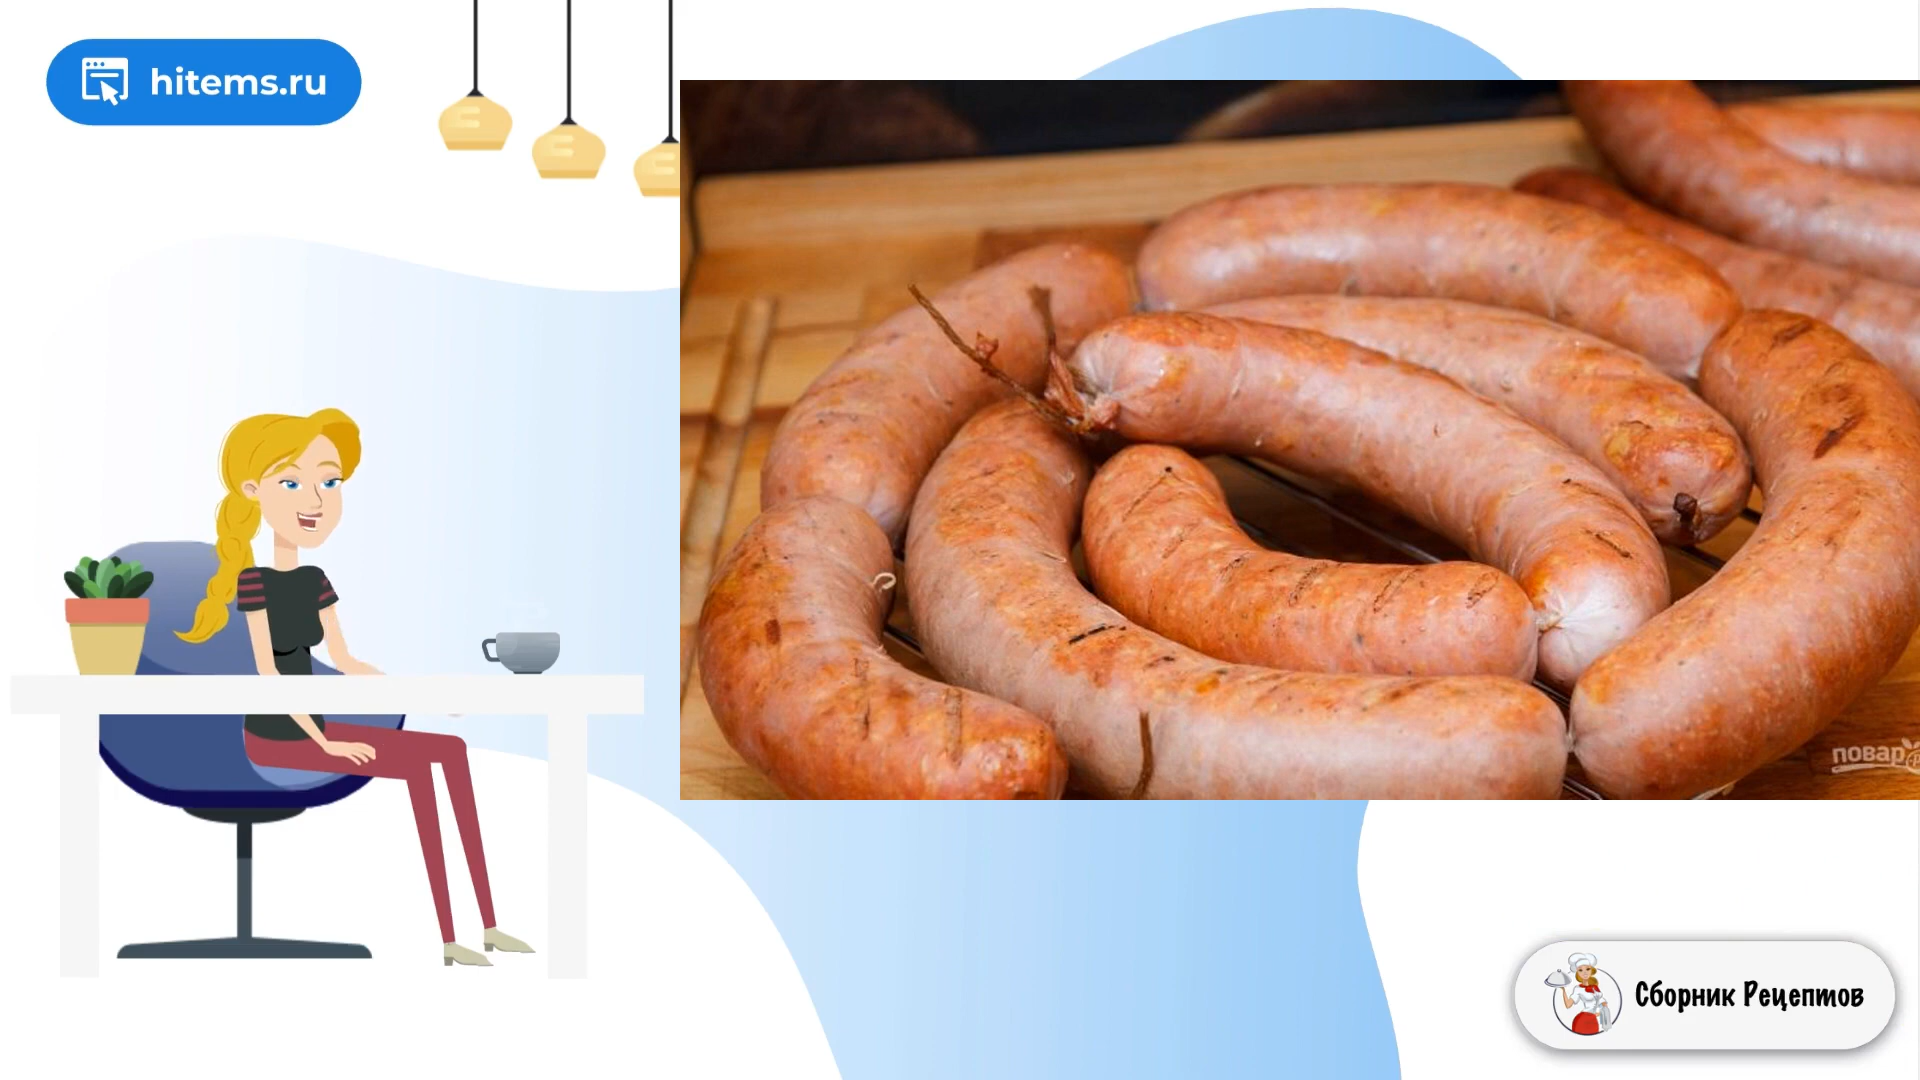 hitems.ru
повар
Сборник Рецептов